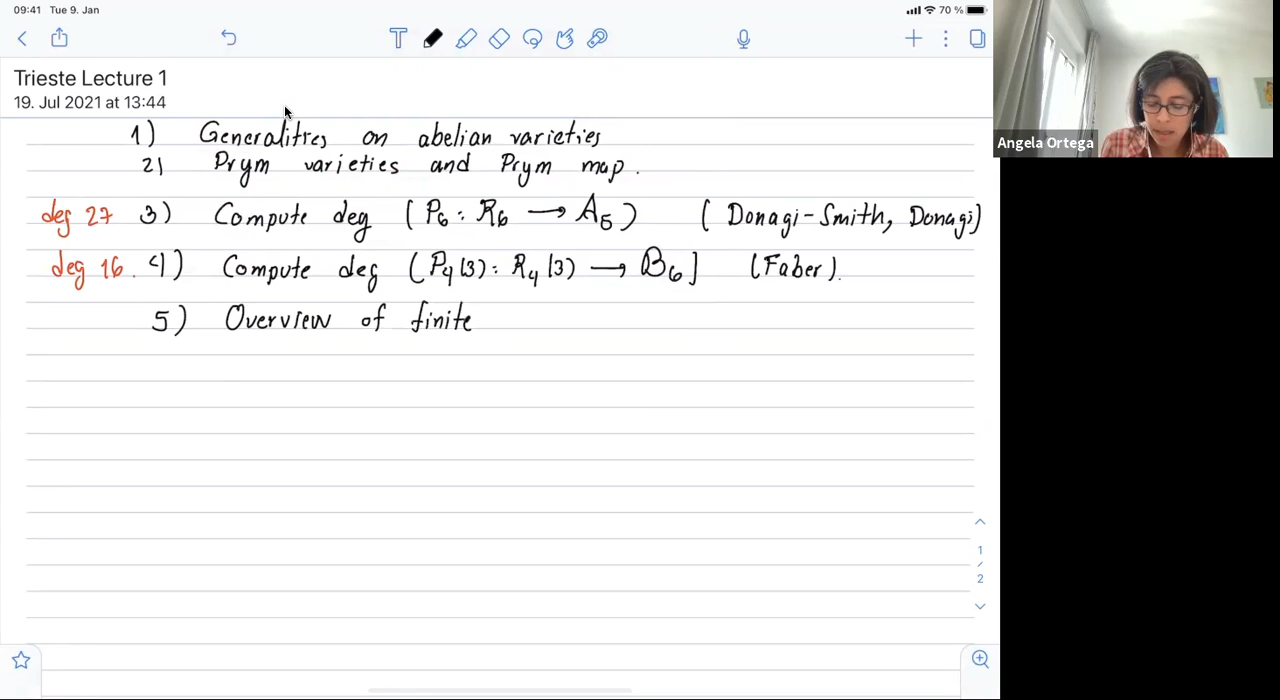 09:41 Tue 9. Jan 70 %
Trieste Lecture 1
19. Jul 2021 at 13:44
1) Generalities on abelian varieties
2) Prym varieties and Prym map.
deg 27 3) Compute deg (P6 : R6 → A5) (Donagi-Smith, Donagi)
deg 16. 4) Compute deg (P4(3): R4(3) → B6] (Faber).
5) Overview of finite
1
/
2
Angela Ortega